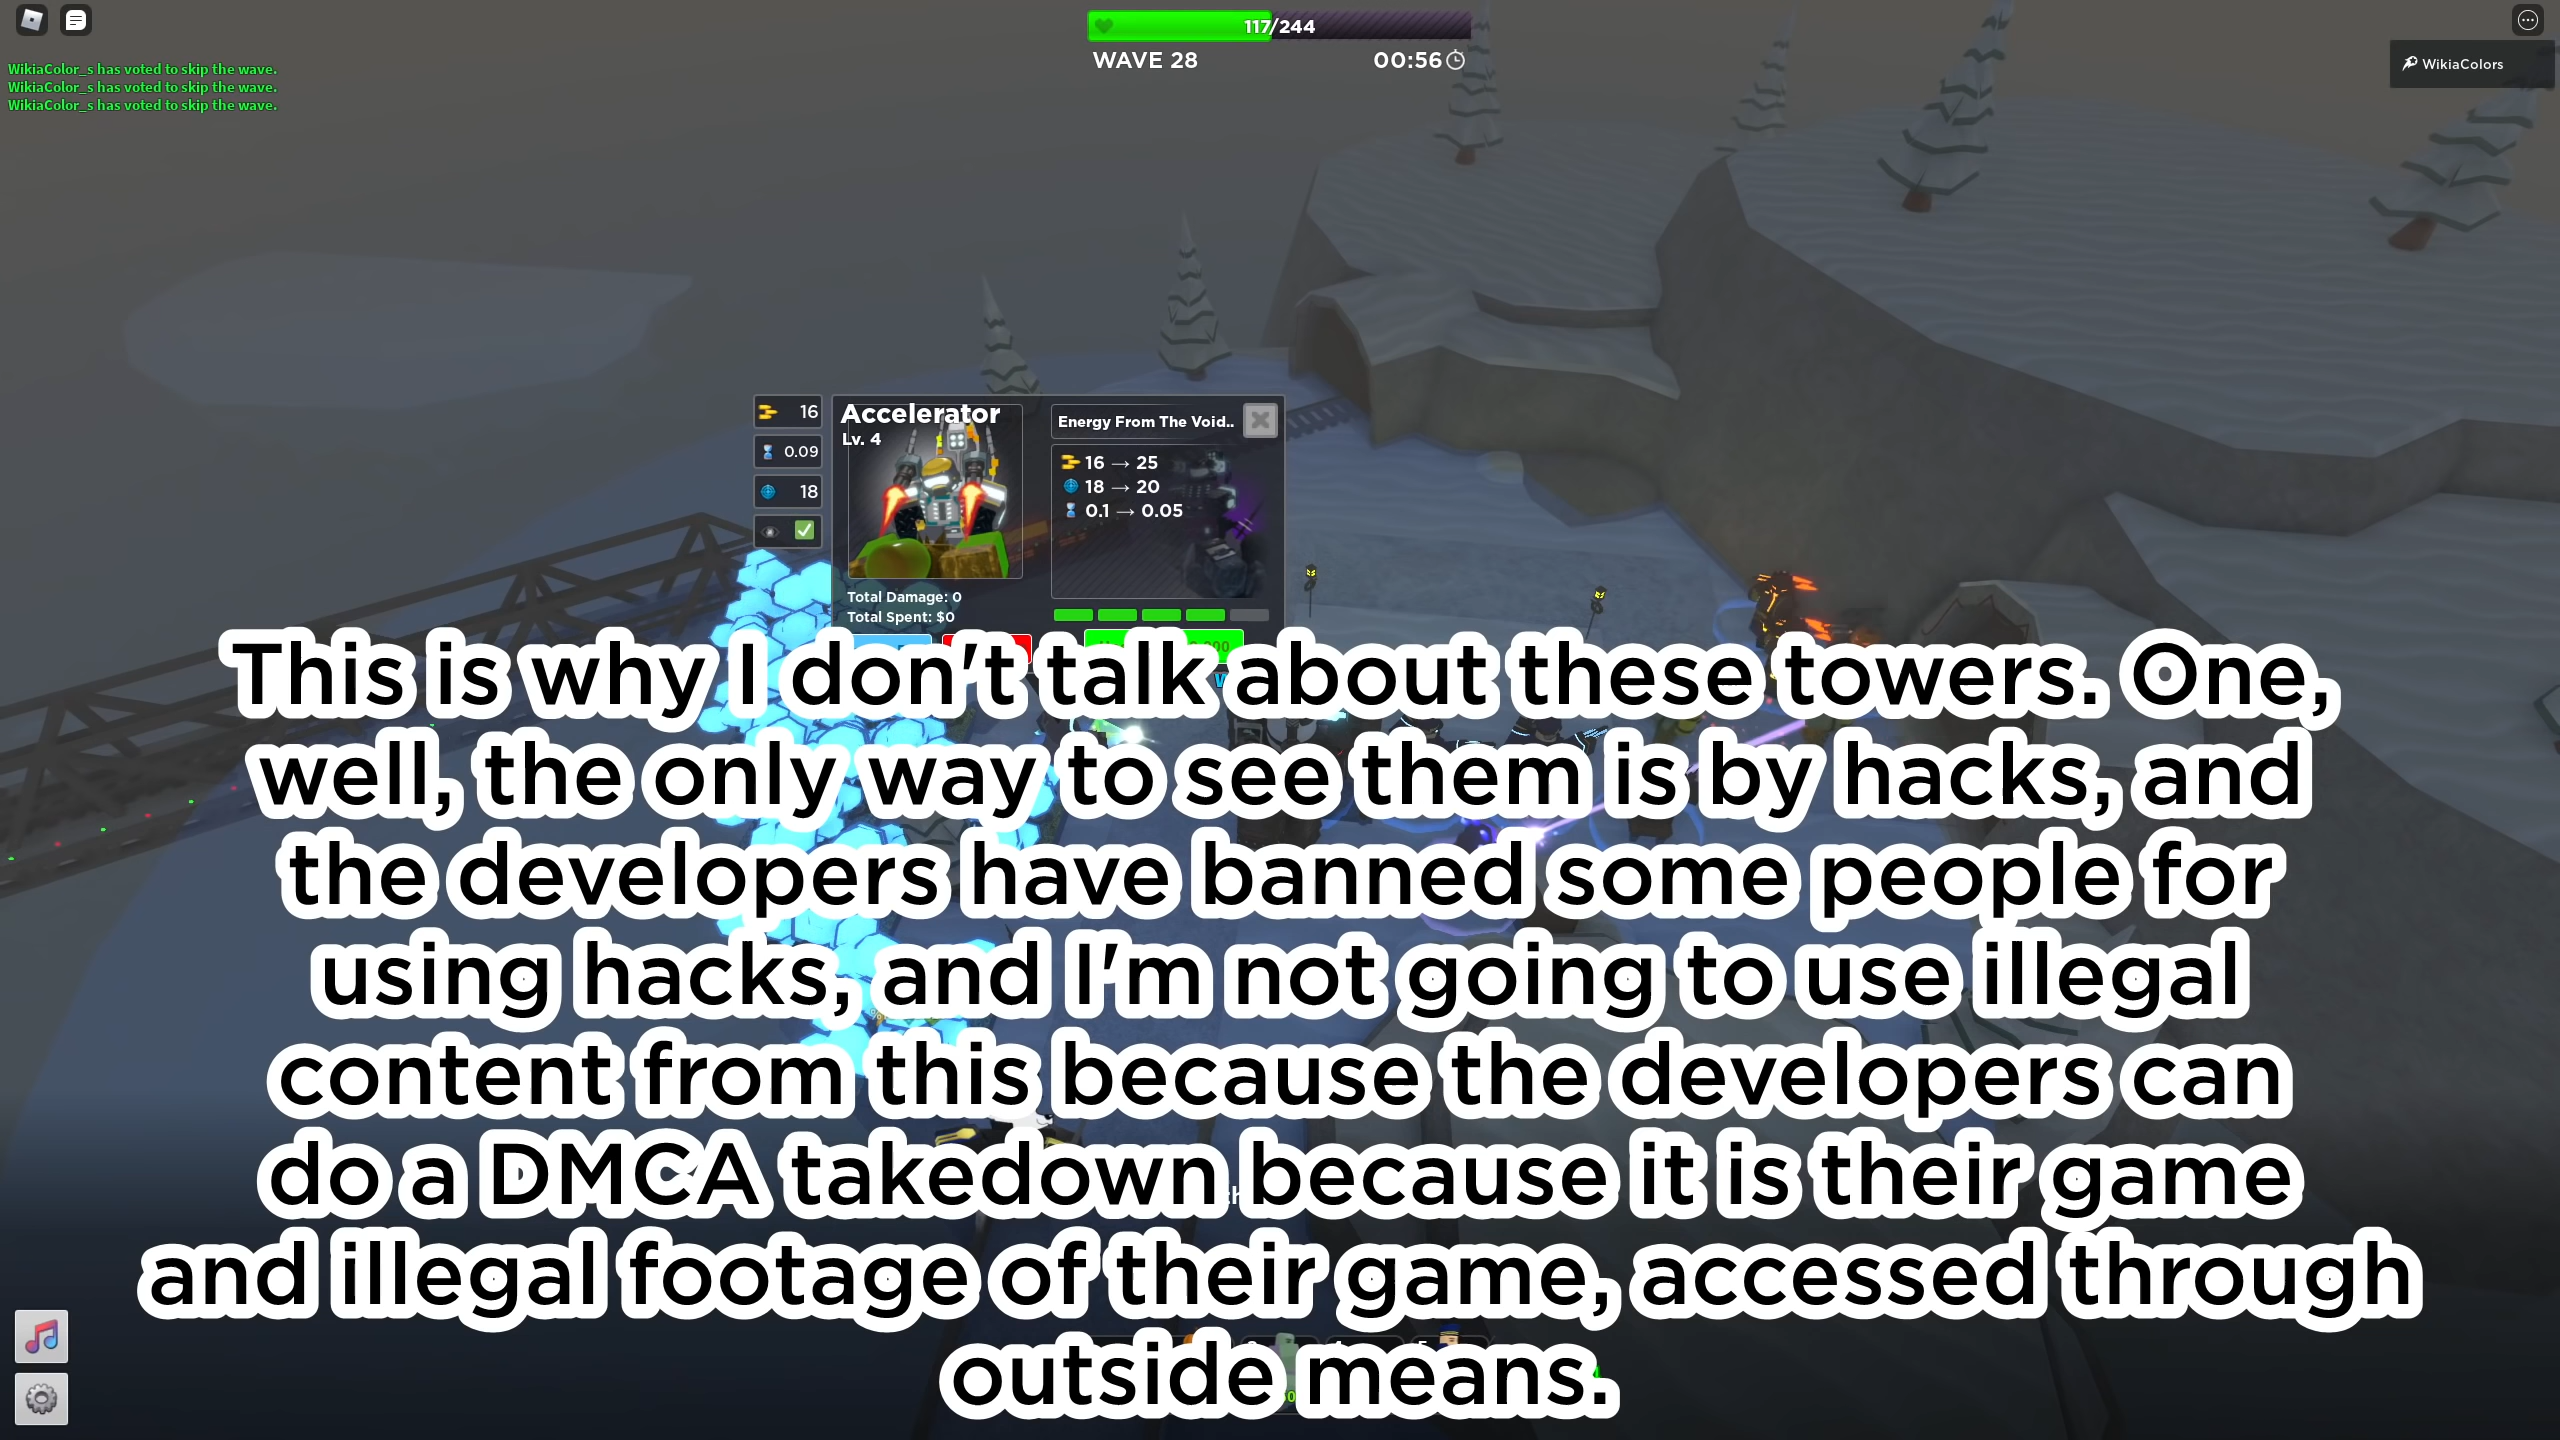 117/244
WAVE 28
00:56
WikiaColors
WikiaColor_s has voted to skip the wave.
WikiaColor_s has voted to skip the wave.
WikiaColor_s has voted to skip the wave.
16
0.09
18
Accelerator
Lv. 4
Energy From The Void..
16 → 25
18 → 20
0.1 → 0.05
Total Damage: 0
Total Spent: $0
This is why I don't talk about these towers. One,
well, the only way to see them is by hacks, and
the developers have banned some people for
using hacks, and I'm not going to use illegal
content from this because the developers can
do a DMCA takedown because it is their game
and illegal footage of their game, accessed through
outside means.